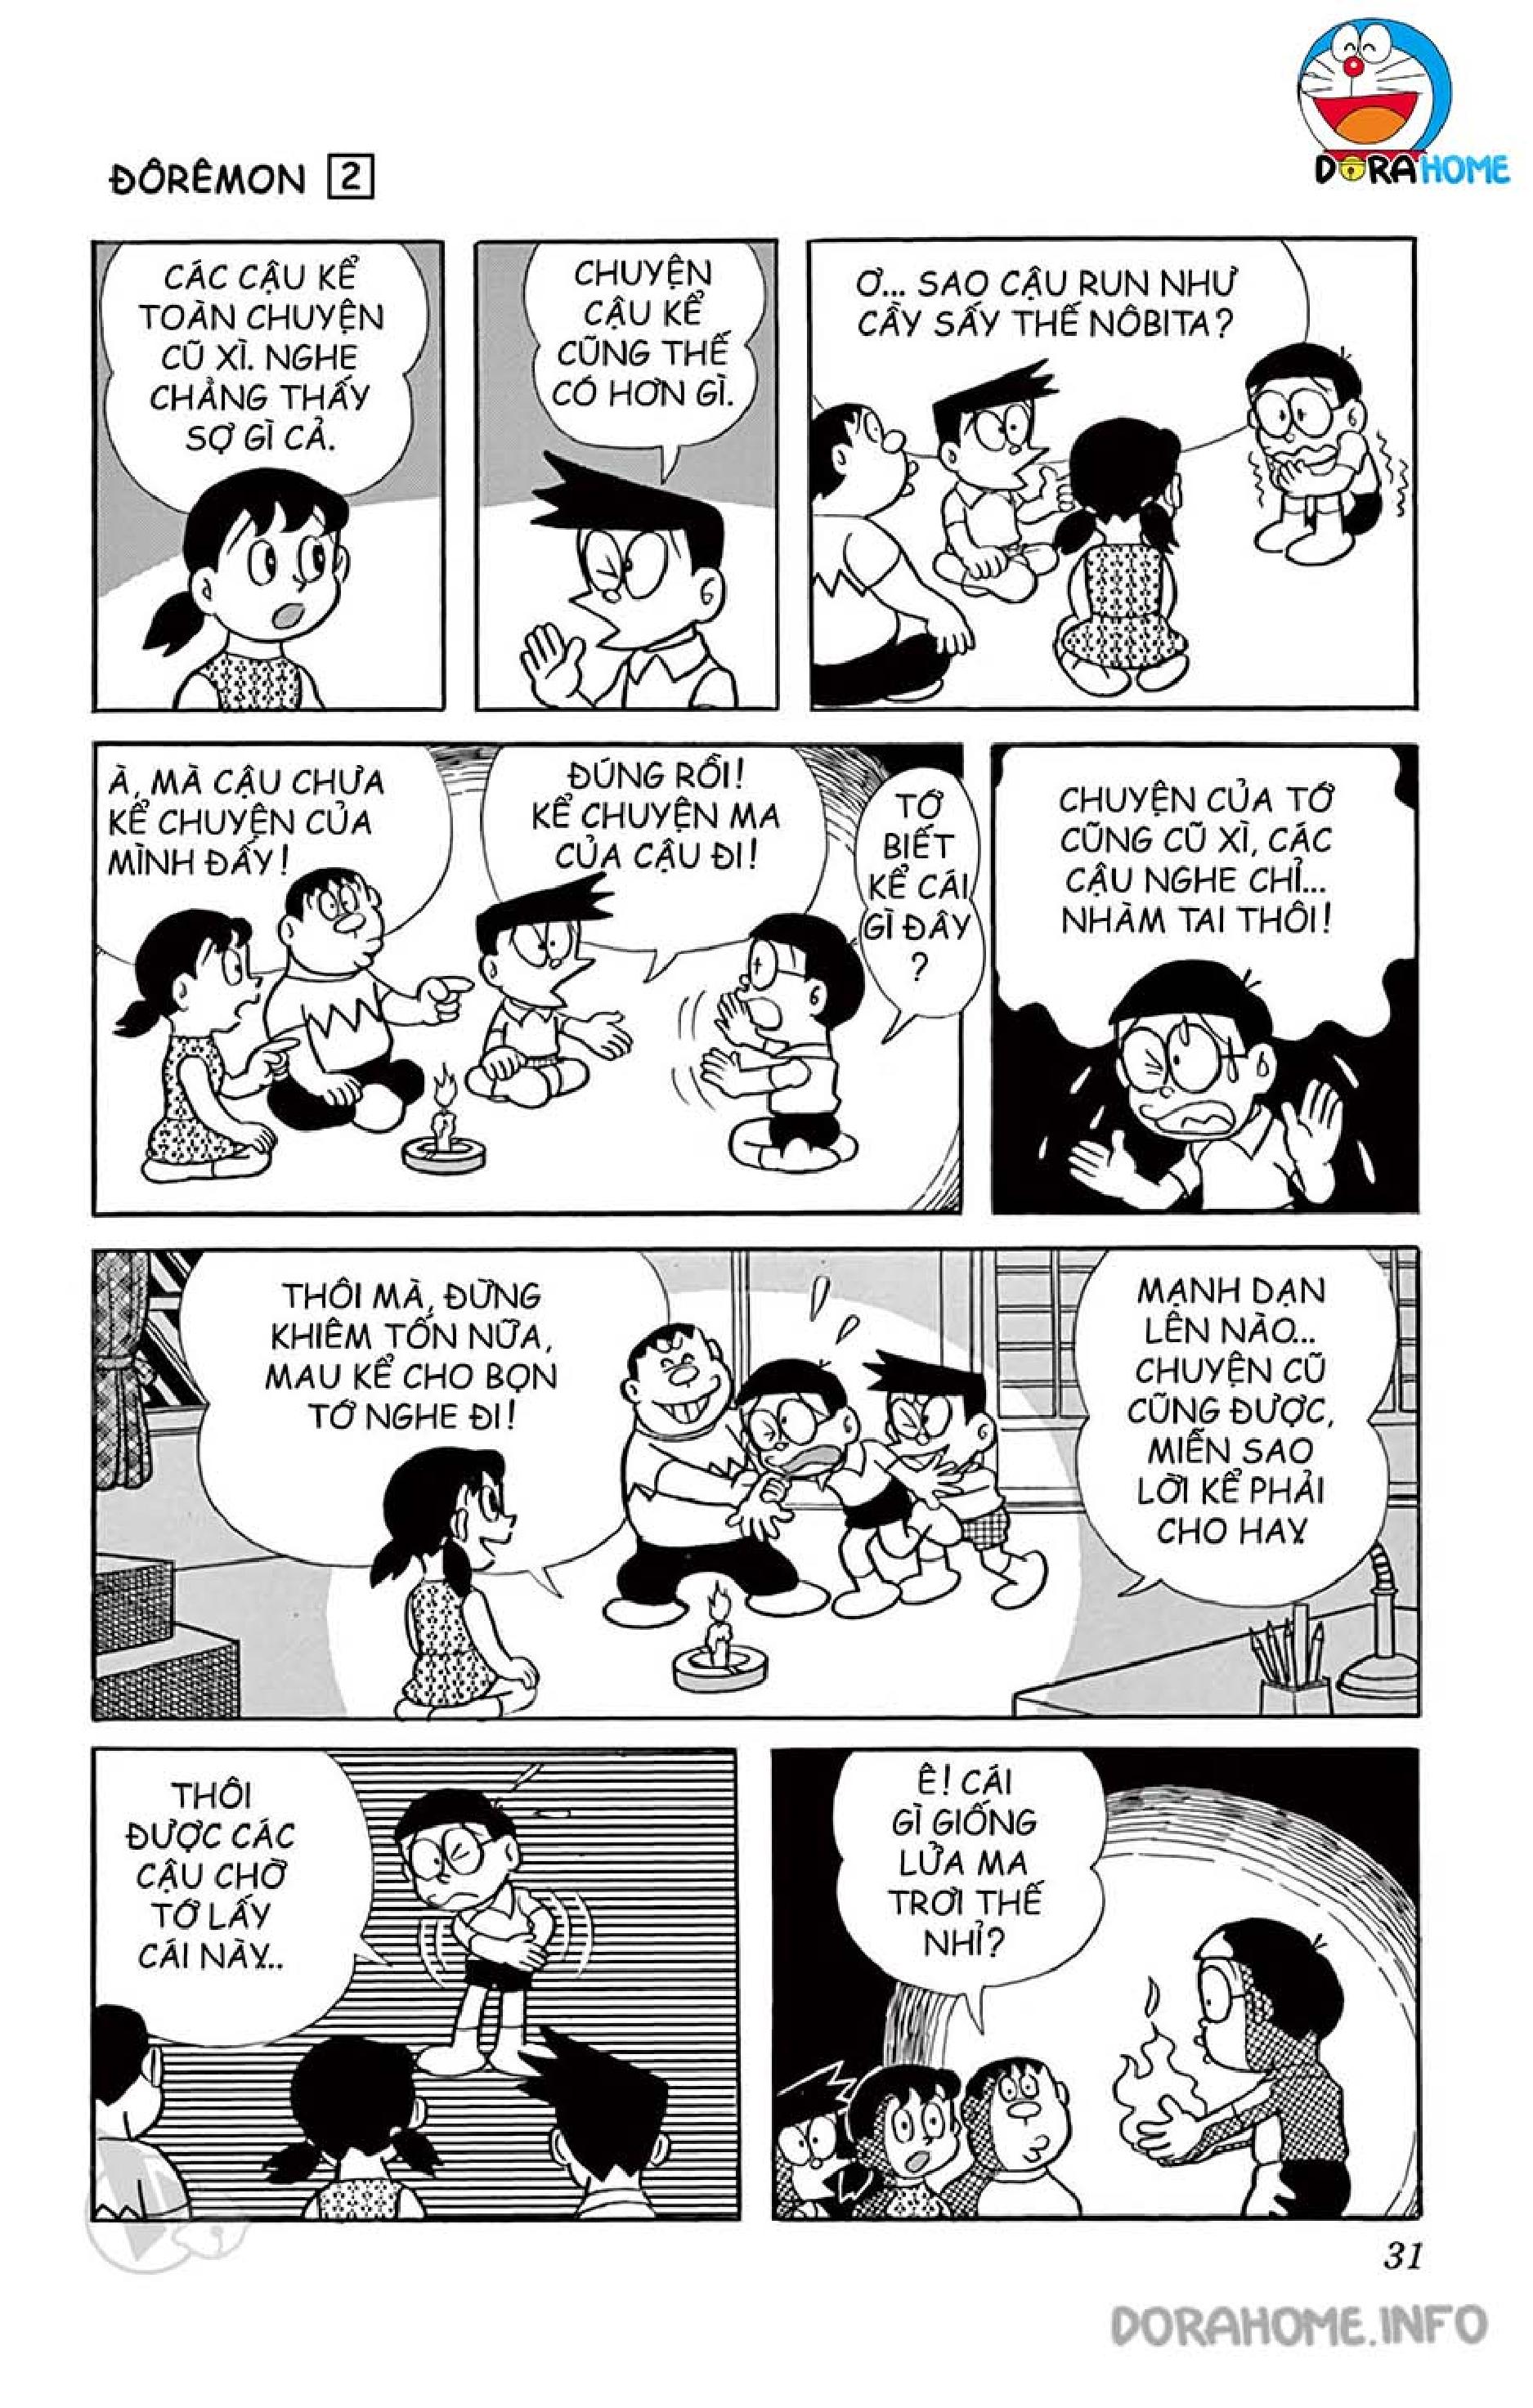 DORAHOME
ĐÔRÊMON 2
CÁC CẬU KỂ
TOÀN CHUYỆN
CŨ XÌ. NGHE
CHẲNG THẤY
SỢ GÌ CẢ.
CHUYỆN
CẬU KỂ
CŨNG THẾ
CÓ HƠN GÌ.
Ơ... SAO CẬU RUN NHƯ
CẦY SẤY THẾ NÔBITA?
À, MÀ CẬU CHƯA
KỂ CHUYỆN CỦA
MÌNH ĐẤY!
ĐÚNG RỒI!
KỂ CHUYỆN MA
CỦA CẬU ĐI!
TỚ
BIẾT
KỂ CÁI
GÌ ĐÂY
?
CHUYỆN CỦA TỚ
CŨNG CŨ XÌ, CÁC
CẬU NGHE CHỈ...
NHÀM TAI THÔI!
THÔI MÀ, ĐỪNG
KHIÊM TỐN NỮA,
MAU KỂ CHO BỌN
TỚ NGHE ĐI!
MẠNH DẠN
LÊN NÀO...
CHUYỆN CŨ
CŨNG ĐƯỢC,
MIỄN SAO
LỜI KỂ PHẢI
CHO HAY.
THÔI
ĐƯỢC CÁC
CẬU CHỜ
TỚ LẤY
CÁI NÀY...
Ê! CÁI
GÌ GIỐNG
LỬA MA
TRƠI THẾ
NHỈ?
31
DORAHOME.INFO